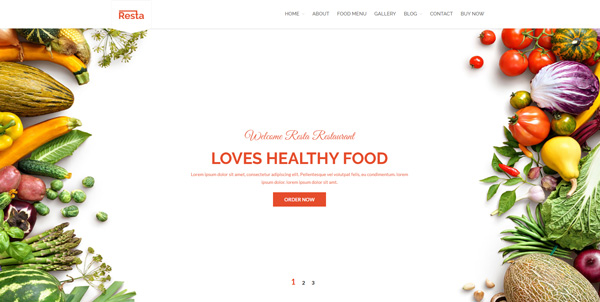 Resta
HOME ABOUT FOOD MENU GALLERY BLOG CONTACT BUY NOW
Welcome Resta Restaurant
LOVES HEALTHY FOOD
Lorem ipsum dolor sit amet, consectetur adipiscing elit. Pellentesque vel volutpat felis, eu condimentum. lorem
ipsum dolor lorem ipsum dolor sit amt.
ORDER NOW
1 2 3